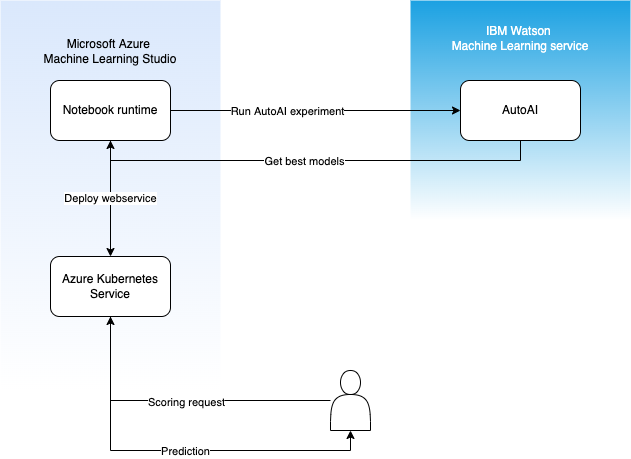 Microsoft Azure
Machine Learning Studio
IBM Watson
Machine Learning service
Notebook runtime
Run AutoAI experiment
AutoAI
Get best models
Deploy webservice
Azure Kubernetes
Service
Scoring request
Prediction